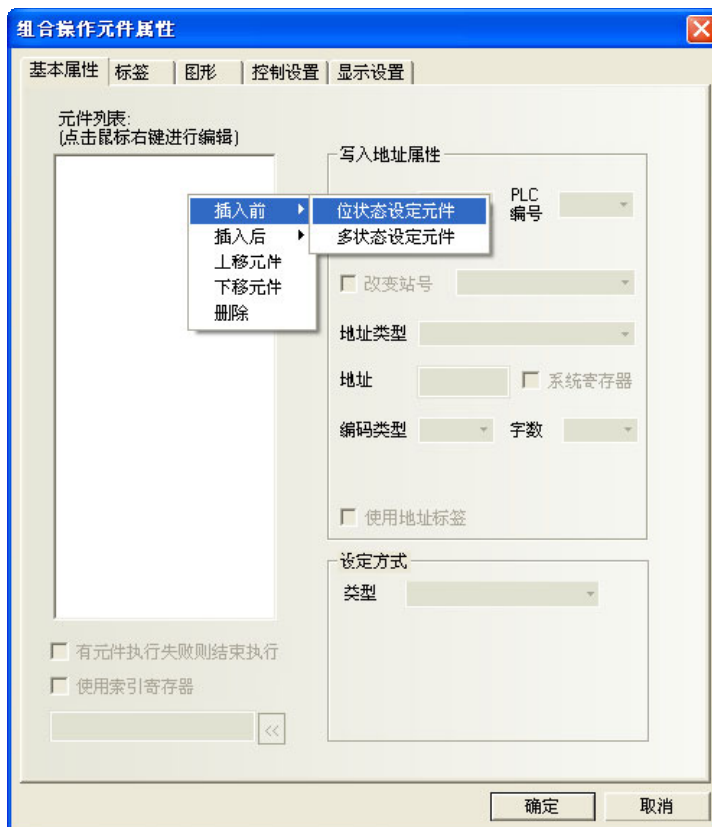 组合操作元件属性
基本属性 标签 图形 控制设置 显示设置
元件列表:
(点击鼠标右键进行编辑)
写入地址属性
插入前
插入后
上移元件
下移元件
删除
位状态设定元件
多状态设定元件
PLC
编号
改变站号
地址类型
地址
系统寄存器
编码类型
字数
使用地址标签
设定方式
类型
有元件执行失败则结束执行
使用索引寄存器
<<
确定
取消